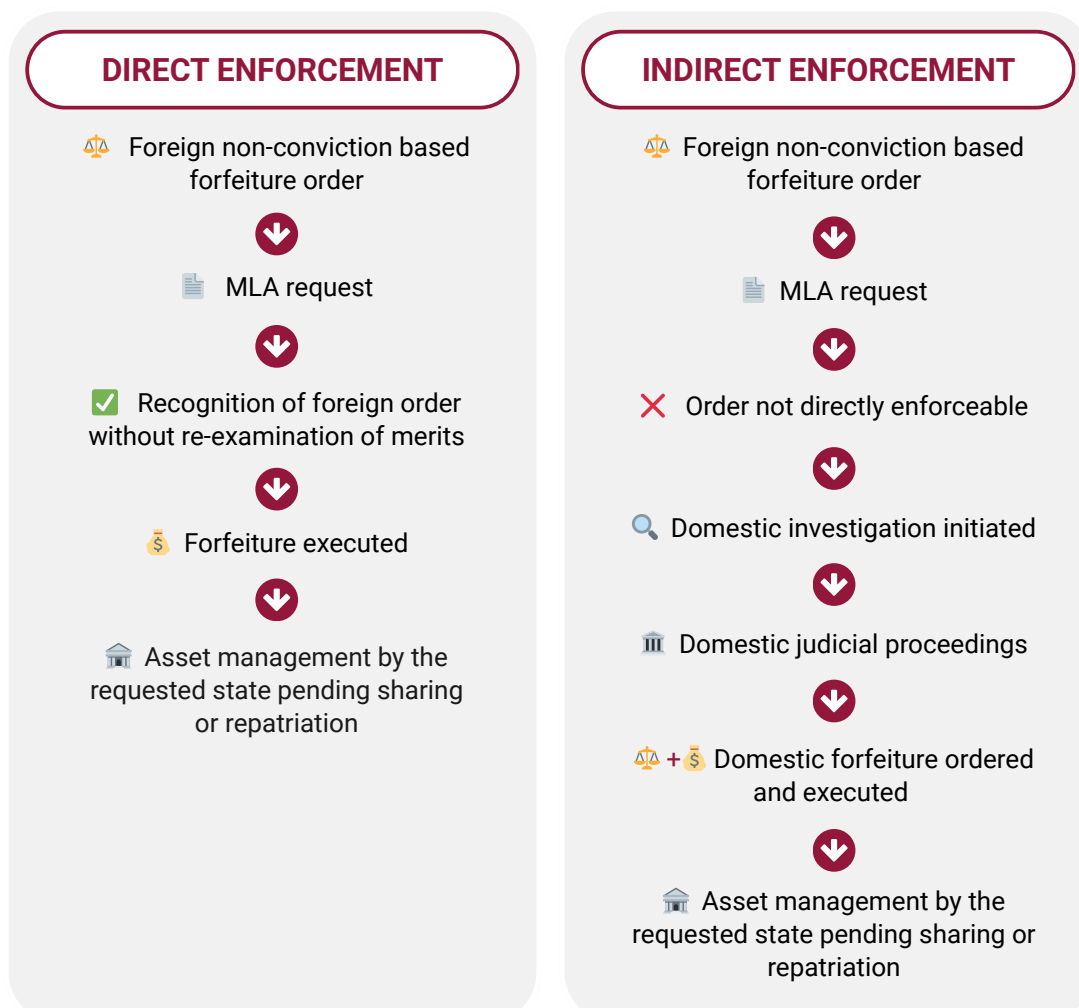 DIRECT ENFORCEMENT
Foreign non-conviction based
forfeiture order
MLA request
Recognition of foreign order
without re-examination of merits
Forfeiture executed
Asset management by the
requested state pending sharing
or repatriation
INDIRECT ENFORCEMENT
Foreign non-conviction based
forfeiture order
MLA request
Order not directly enforceable
Domestic investigation initiated
Domestic judicial proceedings
+ Domestic forfeiture ordered
and executed
Asset management by the
requested state pending sharing or
repatriation